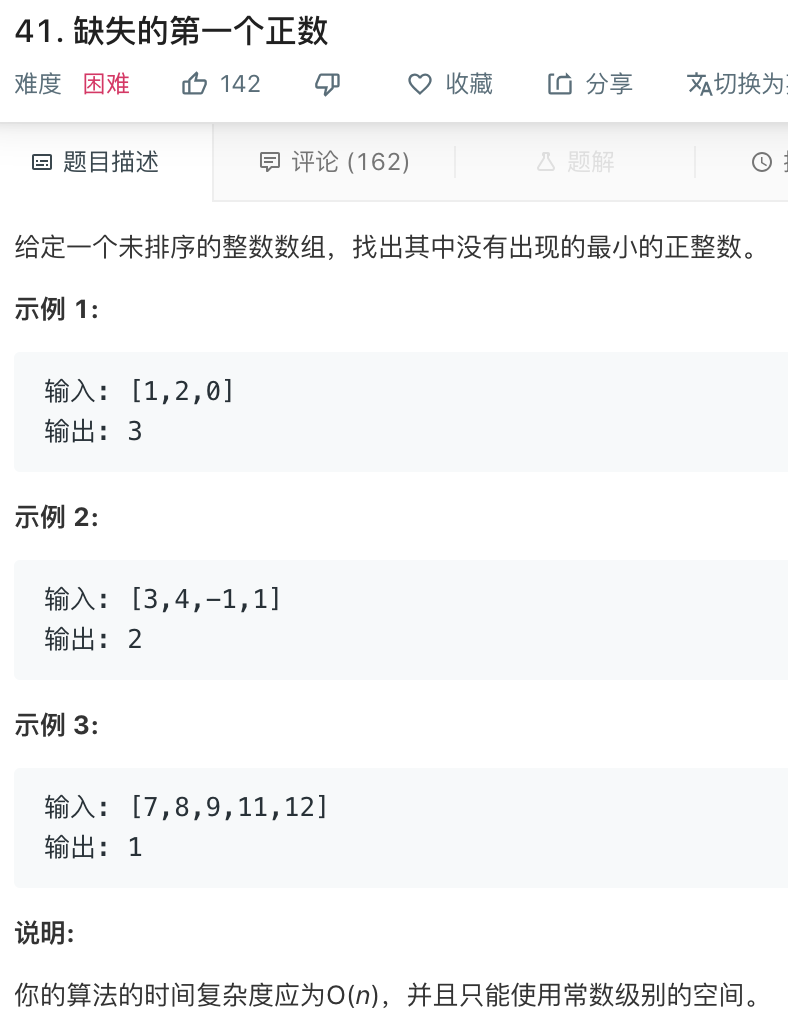 41. 缺失的第一个正数
难度 困难 142 收藏 分享 切换为
题目描述 评论 (162) 题解
给定一个未排序的整数数组，找出其中没有出现的最小的正整数。
示例 1:
输入: [1,2,0]
输出: 3
示例 2:
输入: [3,4,-1,1]
输出: 2
示例 3:
输入: [7,8,9,11,12]
输出: 1
说明:
你的算法的时间复杂度应为O(n)，并且只能使用常数级别的空间。